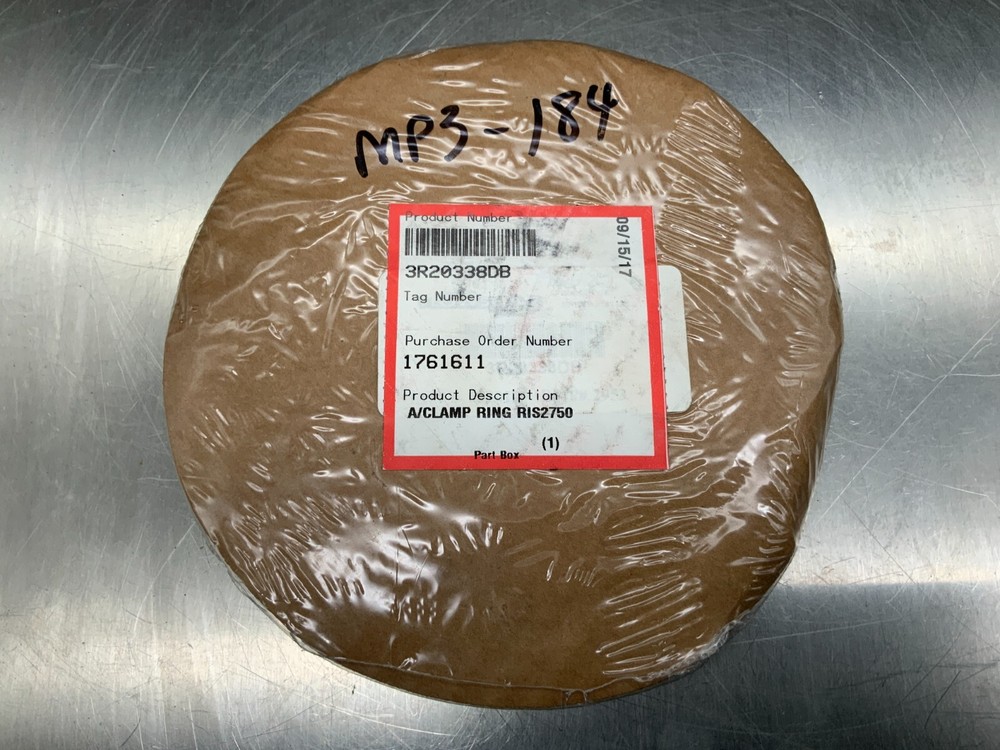 MP3-184
Product Number
09/15/17
3R20338DB
Tag Number
Purchase Order Number
1761611
Product Description
A/CLAMP RING RIS2750
(1)
Part Box